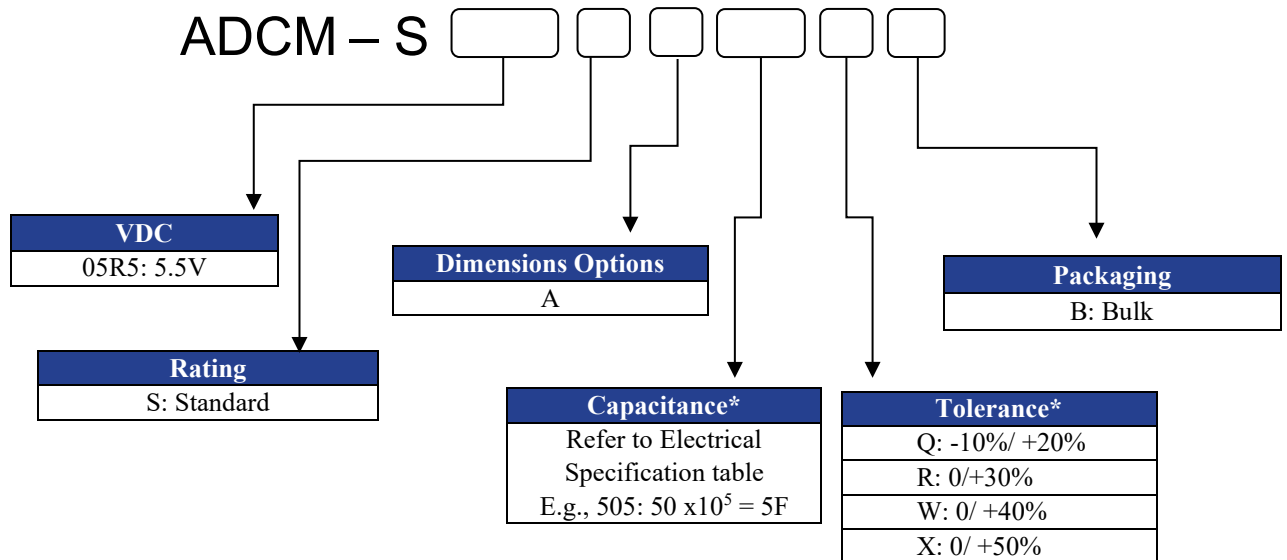 ADCM – S
VDC
05R5: 5.5V
Rating
S: Standard
Dimensions Options
A
Capacitance*
Refer to Electrical
Specification table
E.g., 505: 50 x10⁵ = 5F
Tolerance*
Q: -10%/ +20%
R: 0/+30%
W: 0/ +40%
X: 0/ +50%
Packaging
B: Bulk